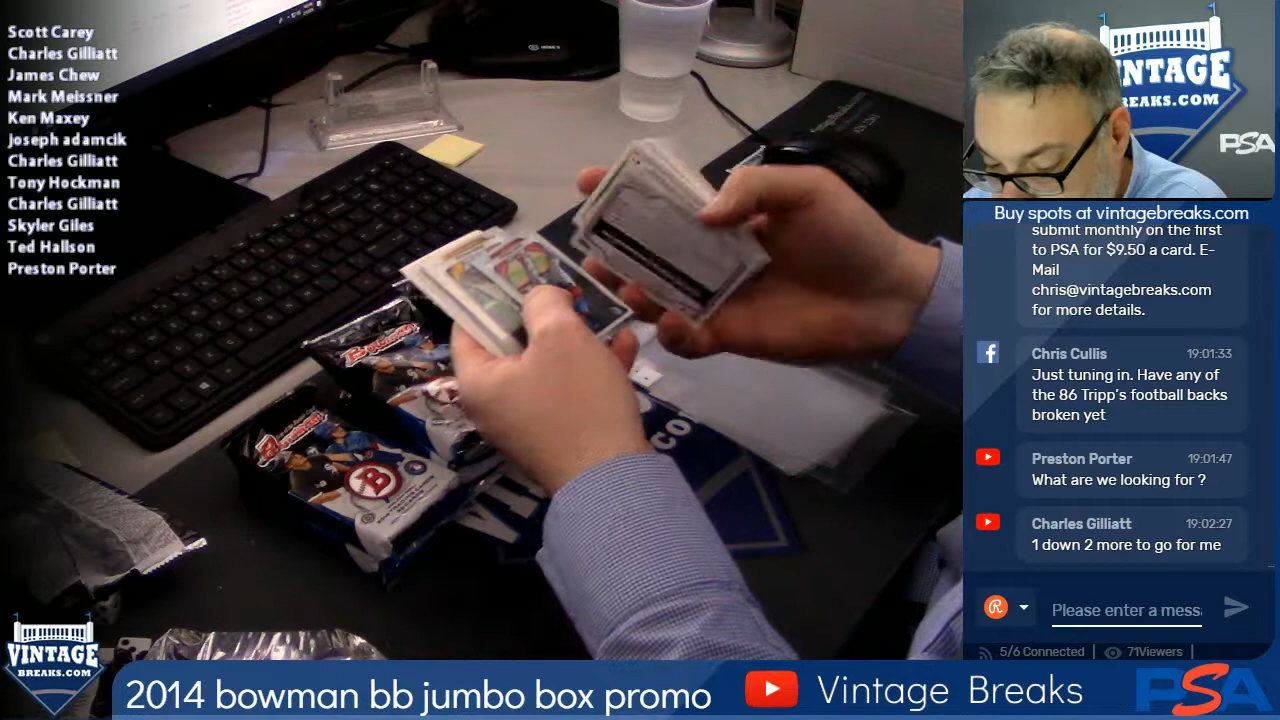 Scott Carey
Charles Gilliatt
James Chew
Mark Meissner
Ken Maxey
Joseph adamcik
Charles Gilliatt
Tony Hockman
Charles Gilliatt
Skyler Giles
Ted Hallson
Preston Porter
VINTAGE
BREAKS.COM
PSA
Buy spots at vintagebreaks.com
submit monthly on the first
to PSA for $9.50 a card. E-
Mail
chris@vintagebreaks.com
for more details.
Chris Cullis 19:01:33
Just tuning in. Have any of
the 86 Tripp's football backs
broken yet
Preston Porter 19:01:47
What are we looking for ?
Charles Gilliatt 19:02:27
1 down 2 more to go for me
Please enter a messa
5/6 Connected | 71Viewers |
Bowman
Bowman
B
VINTAGE
BREAKS.COM
2014 bowman bb jumbo box promo
Vintage Breaks
PSA